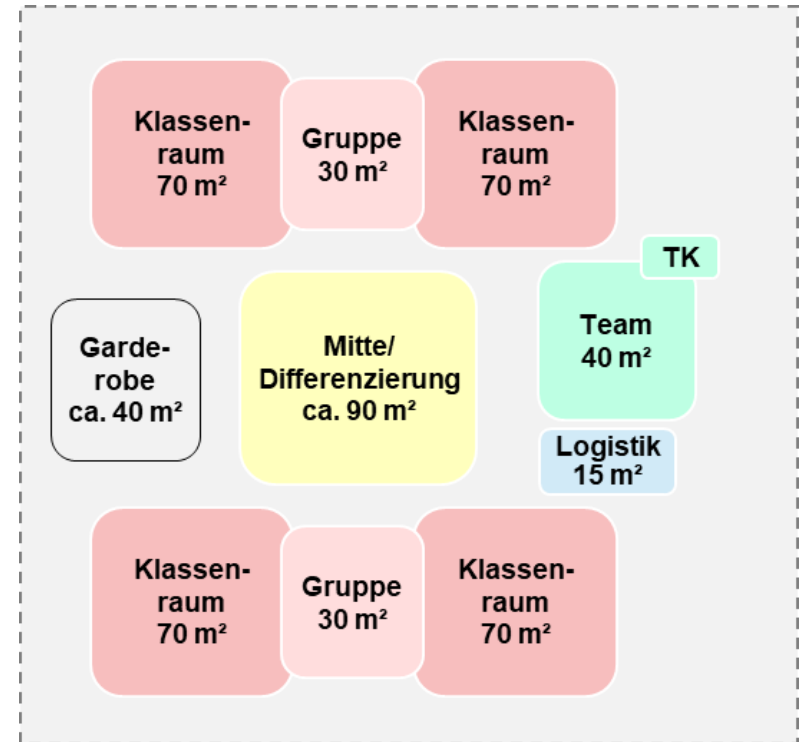 Klassen-
raum
70 m²
Gruppe
30 m²
Klassen-
raum
70 m²
TK
Garde-
robe
ca. 40 m²
Mitte/
Differenzierung
ca. 90 m²
Team
40 m²
Logistik
15 m²
Klassen-
raum
70 m²
Gruppe
30 m²
Klassen-
raum
70 m²